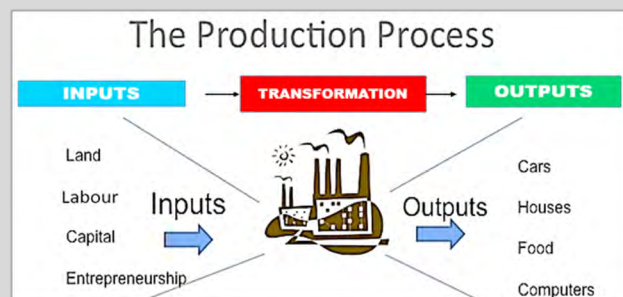 The Production Process
INPUTS
TRANSFORMATION
OUTPUTS
Land
Labour
Capital
Entrepreneurship
Inputs
Outputs
Cars
Houses
Food
Computers